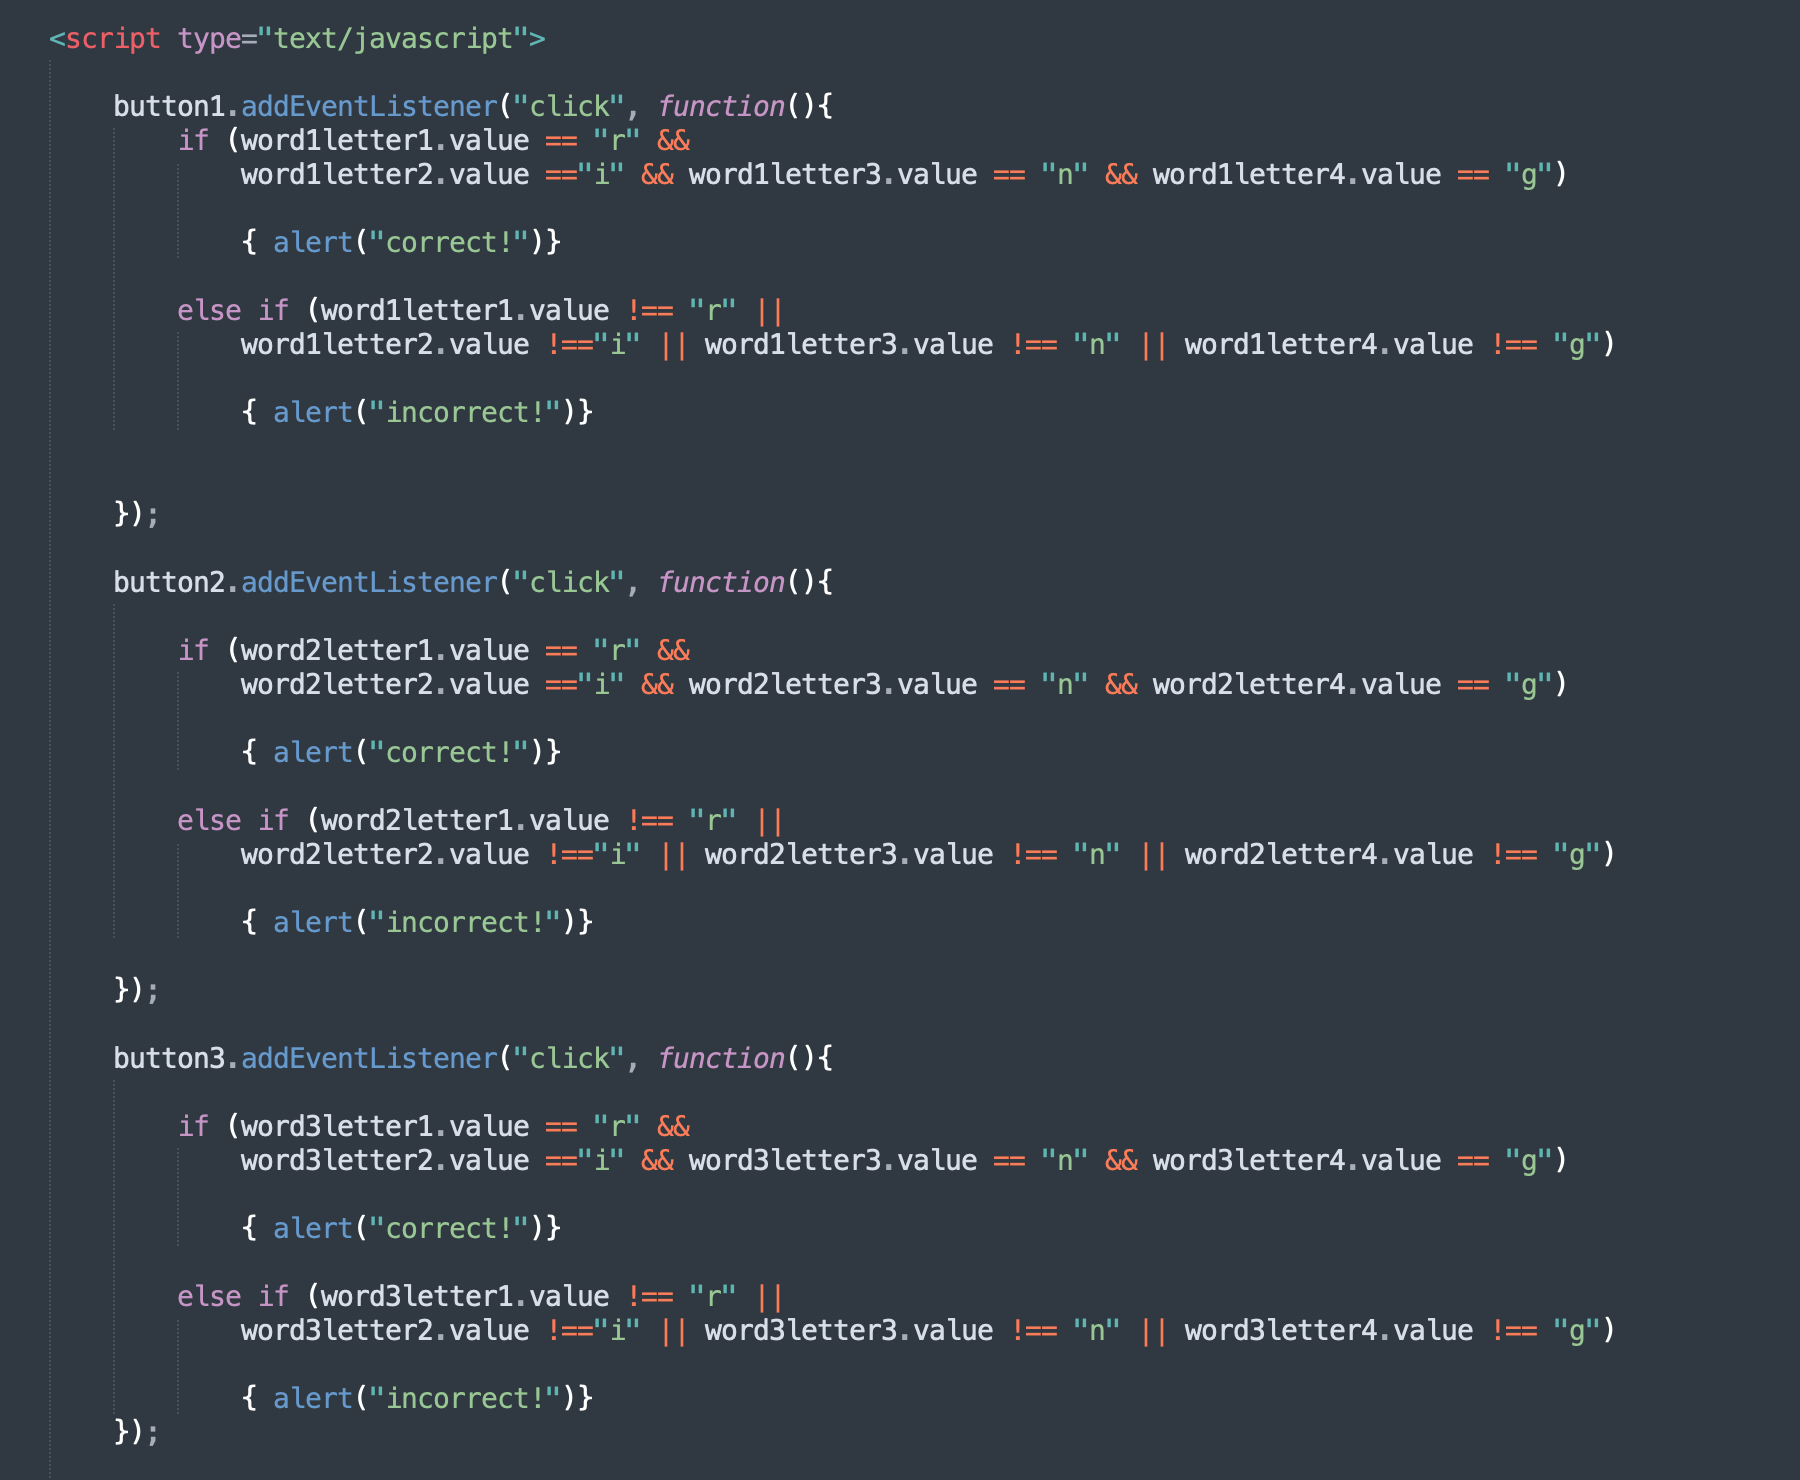 <script type="text/javascript">
button1.addEventListener("click", function(){
if (word1letter1.value == "r" &&
word1letter2.value =="i" && word1letter3.value == "n" && word1letter4.value == "g")
{ alert("correct!")}
else if (word1letter1.value !== "r" ||
word1letter2.value !=="i" || word1letter3.value !== "n" || word1letter4.value !== "g")
{ alert("incorrect!")}
});
button2.addEventListener("click", function(){
if (word2letter1.value == "r" &&
word2letter2.value =="i" && word2letter3.value == "n" && word2letter4.value == "g")
{ alert("correct!")}
else if (word2letter1.value !== "r" ||
word2letter2.value !=="i" || word2letter3.value !== "n" || word2letter4.value !== "g")
{ alert("incorrect!")}
});
button3.addEventListener("click", function(){
if (word3letter1.value == "r" &&
word3letter2.value =="i" && word3letter3.value == "n" && word3letter4.value == "g")
{ alert("correct!")}
else if (word3letter1.value !== "r" ||
word3letter2.value !=="i" || word3letter3.value !== "n" || word3letter4.value !== "g")
{ alert("incorrect!")}
});